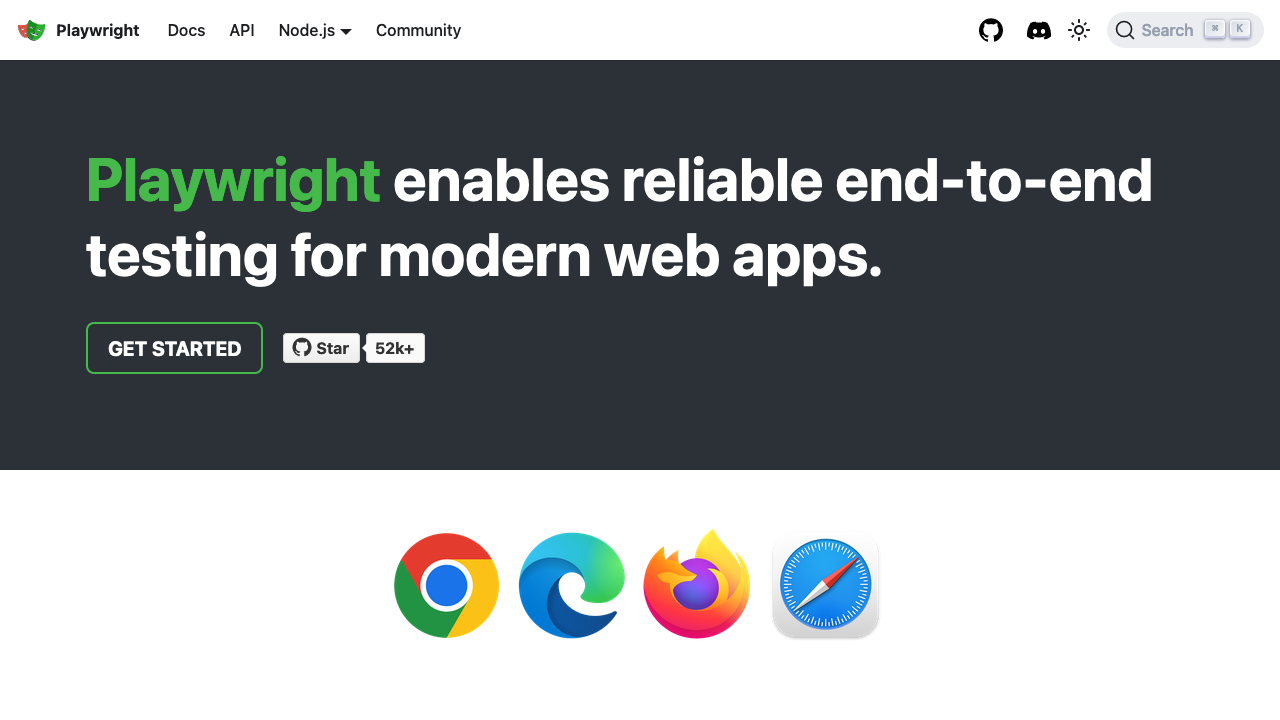 Playwright Docs API Node.js Community Search ⌘ K
Playwright enables reliable end-to-end
testing for modern web apps.
GET STARTED Star 52k+